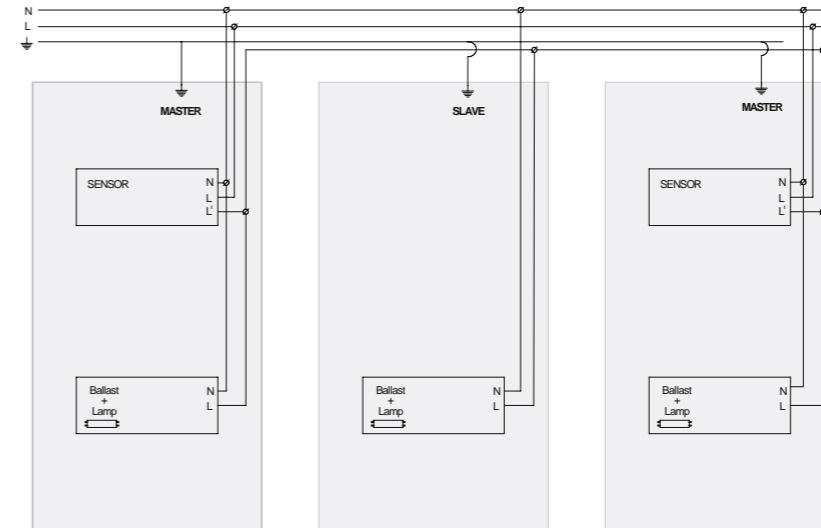 N
L
MASTER
SLAVE
MASTER
SENSOR
N
L
L'
SENSOR
N
L
L'
Ballast
+
Lamp
N
L
Ballast
+
Lamp
N
L
Ballast
+
Lamp
N
L